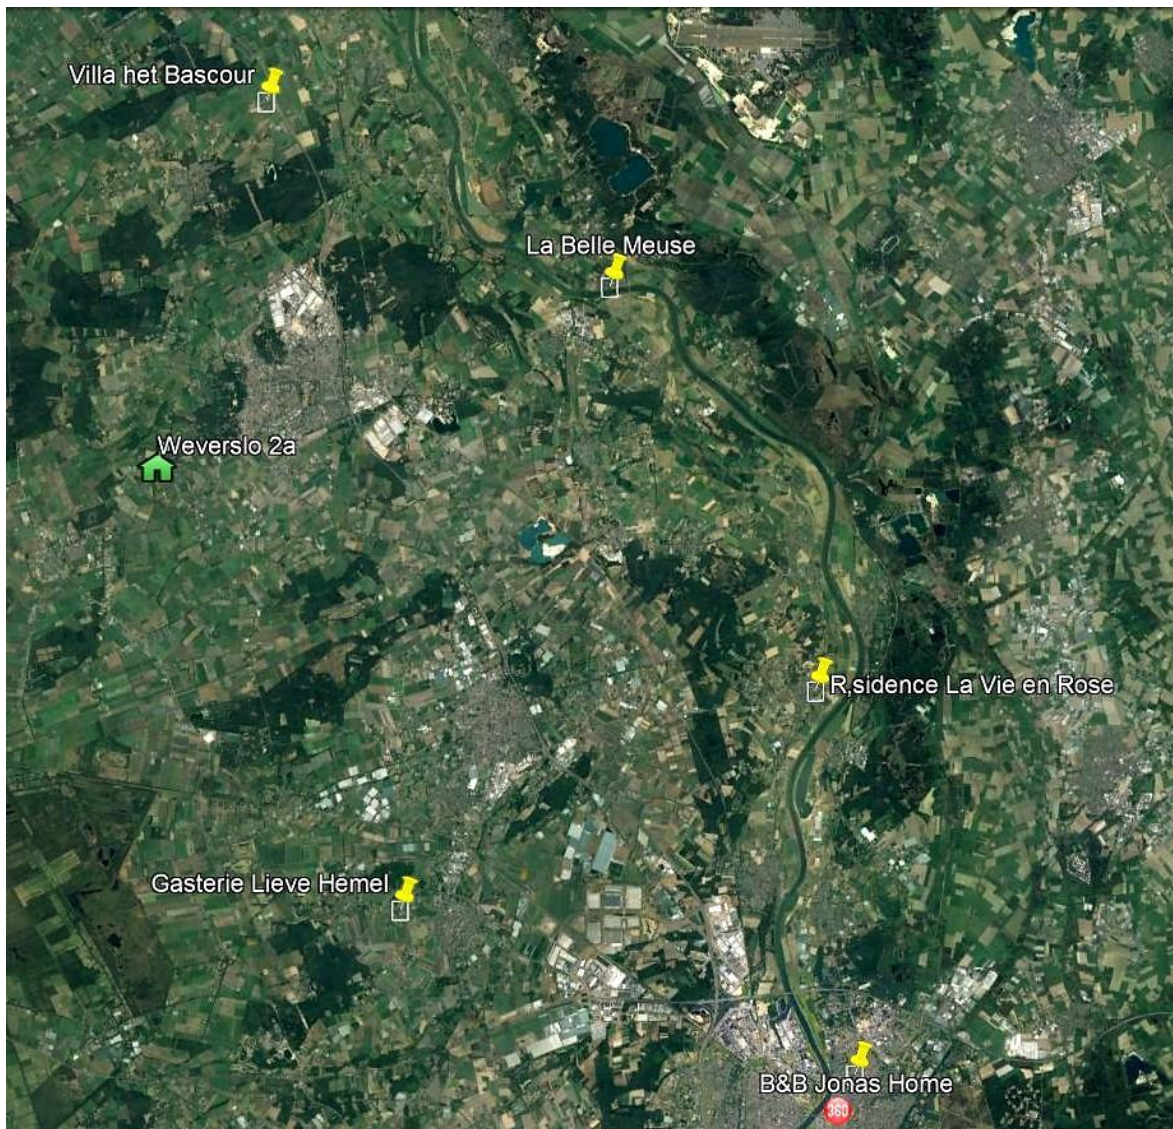 Villa het Bascour
La Belle Meuse
Weverslo 2a
R,sidence La Vie en Rose
Gasterie Lieve Hemel
B&B Jonas Home
360